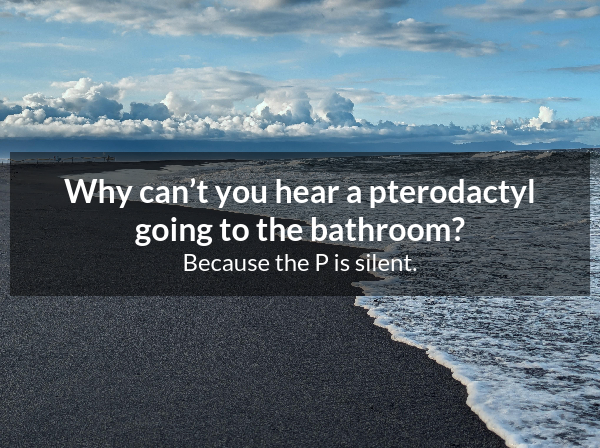 Why can’t you hear a pterodactyl
going to the bathroom?
Because the P is silent.